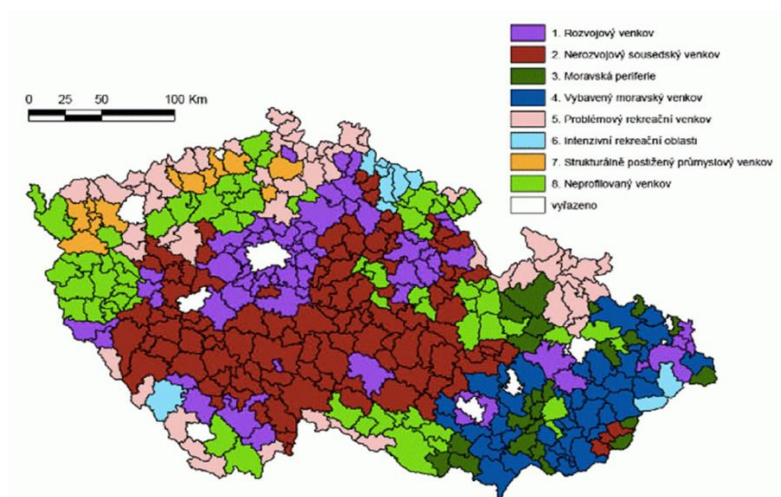 1. Rozvojový venkov
2. Nerozvojový sousedský venkov
3. Moravská periferie
4. Vybavený moravský venkov
5. Problémový rekreační venkov
6. Intenzivní rekreační oblasti
7. Strukturálně postižený průmyslový venkov
8. Neprofilovaný venkov
vyřazeno
0 25 50 100 Km